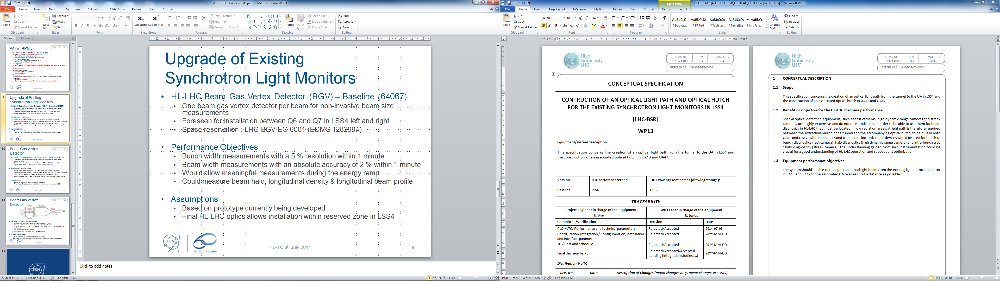 WP13 - BI - Conceptual Specs - Microsoft PowerPoint
File Home Insert Design Transitions Animations Slide Show Review View Acrobat
Cut
Copy
Format Painter
Paste
Clipboard
New
Slide
Layout
Reset
Section
Slides
41
Font
Subscript Superscript
New Group
Text Direction
Align Text
Convert to SmartArt
Paragraph
Arrange
Quick
Styles
Shape Fill
Shape Outline
Shape Effects
Drawing
Find
Replace
Select
Editing
Slides Outline
8
Warm BPMs
9
Upgrade of Existing
Synchrotron Light Monitors
10
Beam Gas Vertex
Detector
11
Beam Gas Vertex
Detector
12
CERN
Upgrade of Existing
Synchrotron Light Monitors
• HL-LHC Beam Gas Vertex Detector (BGV) – Baseline (64067)
• One beam gas vertex detector per beam for non-invasive beam size
measurements
• Foreseen for installation between Q6 and Q7 in LSS4 left and right
• Space reservation : LHC-BGV-EC-0001 (EDMS 1282994)
• Performance Objectives
• Bunch width measurements with a 5 % resolution within 1 minute
• Beam width measurements with an absolute accuracy of 2 % within 1 minute
• Would allow meaningful measurements during the energy ramp
• Could measure beam halo, longitudinal density & longitudinal beam profile
• Assumptions
• Based on prototype currently being developed
• Final HL-LHC optics allows installation within reserved zone in LSS4
CERN
60
YEARS/ANS CERN
HL-TC 8th July 2014
9
Click to add notes
Slide 9 of 12 "CERN60ans4-3" English (U.K.) 112%
LHC-BPM-QA-HL-LHC-BSR_OPTICAL_HUTCH.v2 [Read-Only] - Microsoft Word
Table Tools
File Home Insert Page Layout References Mailings Review View Acrobat Design Layout
Cut
Copy
Format Painter
Paste
Clipboard
Calibri 18
Font
Paragraph
AaBbCcDc AaBbCcDc AaBbCcDc AaBbCcDc • AaBbCc
¶ Bodytext ¶ FP Text ¶ Tabletext ¶ Tabletitle ¶ List Para...
Styles
Change
Styles
Find
Replace
Select
Editing
High
Luminosity
LHC
EDMS NO. REV. VALIDITY
1371100 0.2 DRAFT
REFERENCE : LHC-BSR-ES-0001
CONCEPTUAL SPECIFICATION
CONTRUCTION OF AN OPTICAL LIGHT PATH AND OPTICAL HUTCH
FOR THE EXISTING SYNCHROTRON LIGHT MONITORS IN LSS4
[LHC-BSR]
WP13
Equipment/system description
This specification concerns the creation of an optical light path from the tunnel to the UA in LSS4 and
the construction of an associated optical hutch in UA43 and UA47.
Version LHC sectors concerned CDD Drawings root names (drawing storage):
Baseline LSS4 LHCBSR
TRACEABILITY
Project Engineer in charge of the equipment WP Leader in charge of the equipment
E. Bravin R. Jones
Committee/Verification Role Decision Date
PLC-HLTC/ Performance and technical parameters Rejected/Accepted 2014-07-08
Configuration-Integration / Configuraration, installation Rejected/Accepted 20YY-MM-DD
and interface parameters
TC / Cost and schedule Rejected/Accepted 20YY-MM-DD
Final decision by PL Rejected/Accepted/Accepted
pending (integration studies, ...) 20YY-MM-DD
Distribution: HL-TC
Rev. No. Date Description of Changes (major changes only, minor changes in EDMS)
High
Luminosity
LHC
EDMS NO. REV. VALIDITY
1371100 0.2 DRAFT
REFERENCE : LHC-BSR-ES-0001
1 CONCEPTUAL DESCRIPTION
1.1 Scope
This specification concerns the creation of an optical light path from the tunnel to the UA in LSS4 and
the construction of an associated optical hutch in UA43 and UA47.
1.2 Benefit or objective for the HL-LHC machine performance
Special optical detection equipment, such as fast cameras, high dynamic range cameras and streak
cameras, are highly expensive and do not resist radiation. In order to be able to use them for beam
diagnosics in HL-LHC they must be located in low radiation areas. A light path is therefore required
between the extraction mirror in the tunnel and the accompanying optical hutch, to be built in both
UA43 and UA47, where the optics and camera are located. These devices would be used for bunch to
bunch diagnostics (fast camera), halo diagnostics (high dynamic range camera) and intra-bunch crab
cavity diagnostics (streak camera). The understanding gained from such instrumentation could be
crucial for a good understanding of HL-LHC operation and subsequent optimization.
1.3 Equipment performance objectives
The system should be able to transport an optical light beam from the existing light extraction mirror
in RA43 and RA47 to the associated UA over as short a distance as possible.
Page: 1 of 5 Words: 17/971 English (U.K.) 100%